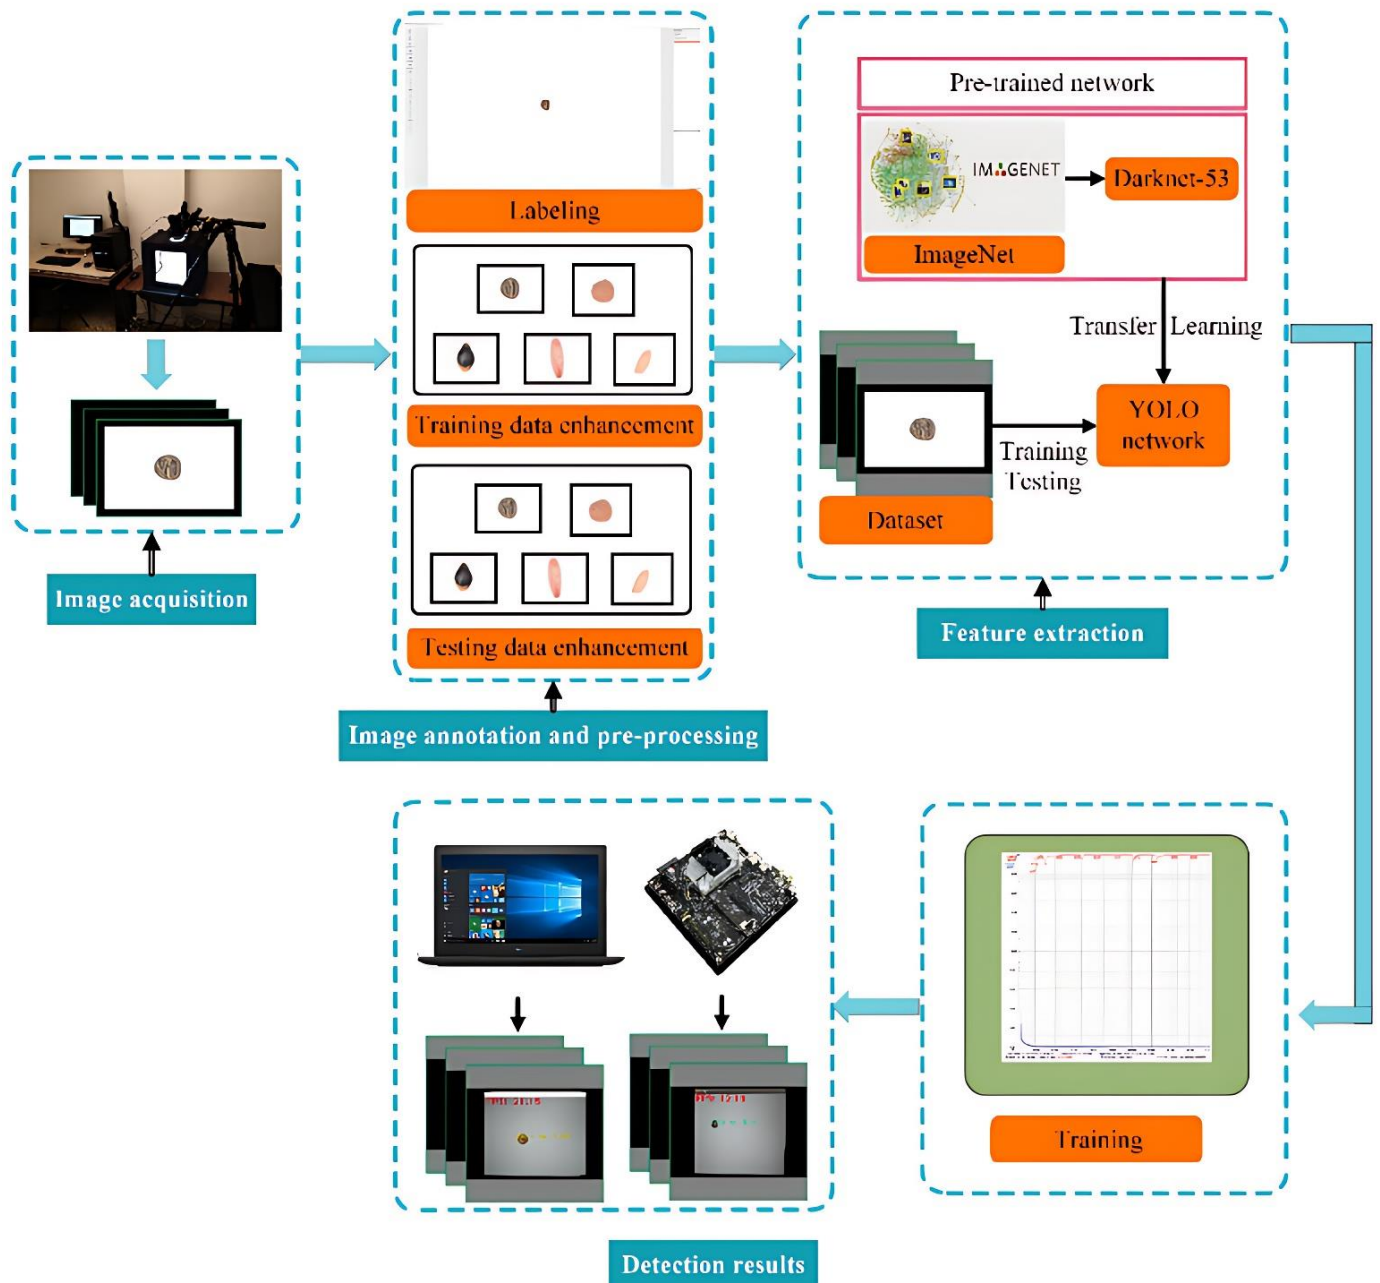 Labeling
Training data enhancement
Testing data enhancement
Image acquisition
Image annotation and pre-processing
Pre-trained network
IMAGENET
Darknet-53
ImageNet
Transfer Learning
YOLO
network
Training
Testing
Dataset
Feature extraction
Training
Detection results